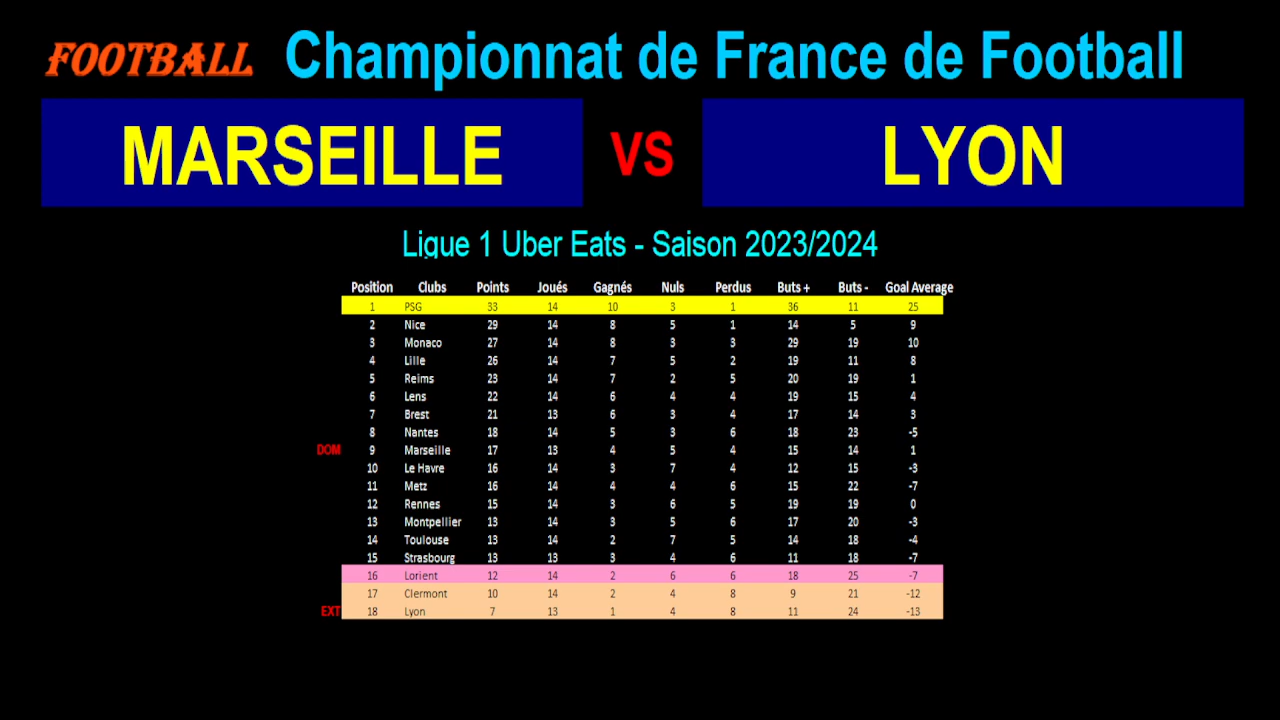 FOOTBALL Championnat de France de Football
MARSEILLE VS LYON
Ligue 1 Uber Eats - Saison 2023/2024
Position Clubs Points Joués Gagnés Nuls Perdus Buts + Buts - Goal Average
1 PSG 33 14 10 3 1 36 11 25
2 Nice 29 14 8 5 1 14 5 9
3 Monaco 27 14 8 3 3 29 19 10
4 Lille 26 14 7 5 2 19 11 8
5 Reims 23 14 7 2 5 20 19 1
6 Lens 22 14 6 4 4 19 15 4
7 Brest 21 13 6 3 4 17 14 3
8 Nantes 18 14 5 3 6 18 23 -5
DOM 9 Marseille 17 13 4 5 4 15 14 1
10 Le Havre 16 14 3 7 4 12 15 -3
11 Metz 16 14 4 4 6 15 22 -7
12 Rennes 15 14 3 6 5 19 19 0
13 Montpellier 13 14 3 5 6 17 20 -3
14 Toulouse 13 14 2 7 5 14 18 -4
15 Strasbourg 13 13 3 4 6 11 18 -7
16 Lorient 12 14 2 6 6 18 25 -7
17 Clermont 10 14 2 4 8 9 21 -12
EXT 18 Lyon 7 13 1 4 8 11 24 -13